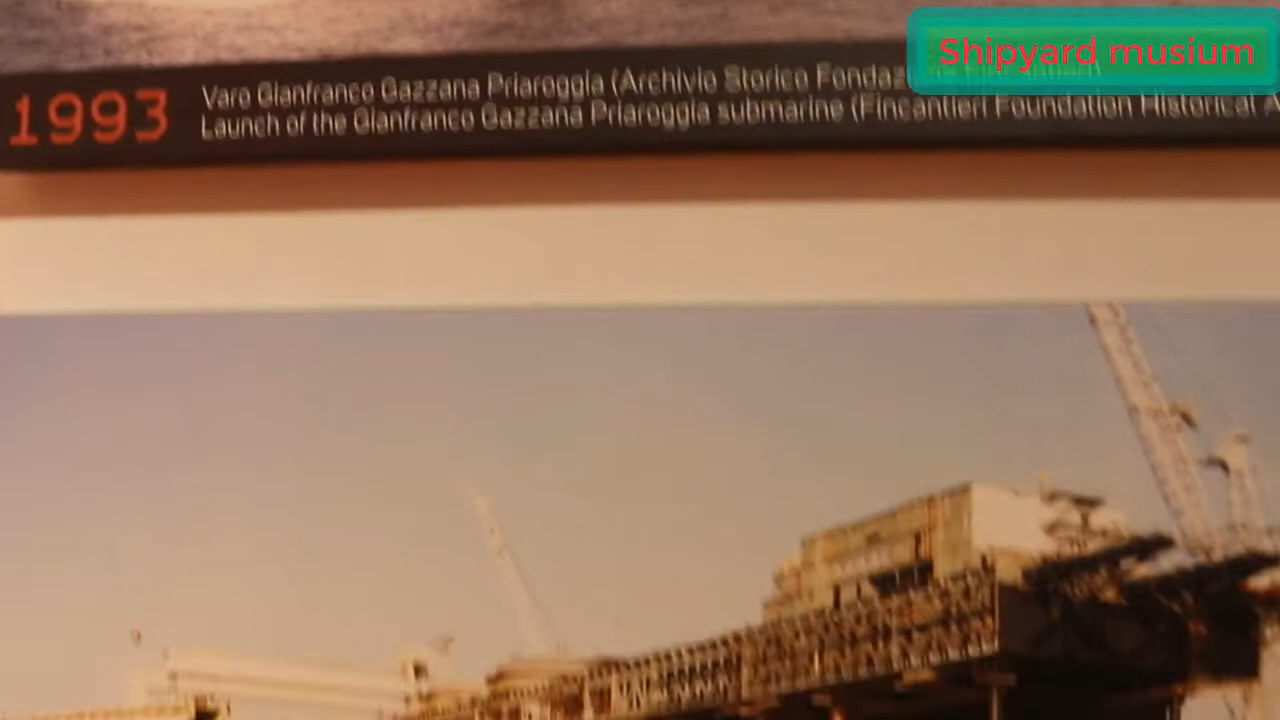 Shipyard musium
1993
Varo Gianfranco Gazzana Priaroggia (Archivio Storico
Launch of the Gianfranco Gazzana Priaroggia submarine (Fincantieri Foundation Historical